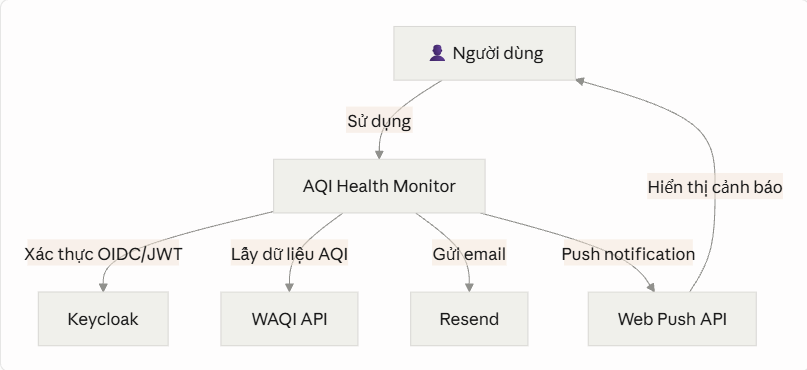 👤 Người dùng
Sử dụng
AQI Health Monitor
Hiển thị cảnh báo
Xác thực OIDC/JWT
Lấy dữ liệu AQI
Gửi email
Push notification
Keycloak
WAQI API
Resend
Web Push API